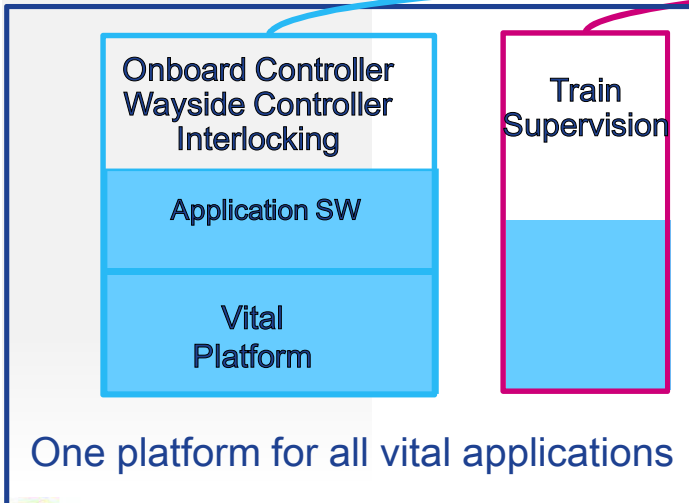 Onboard Controller
Wayside Controller
Interlocking
Application SW
Vital
Platform
Train
Supervision
One platform for all vital applications